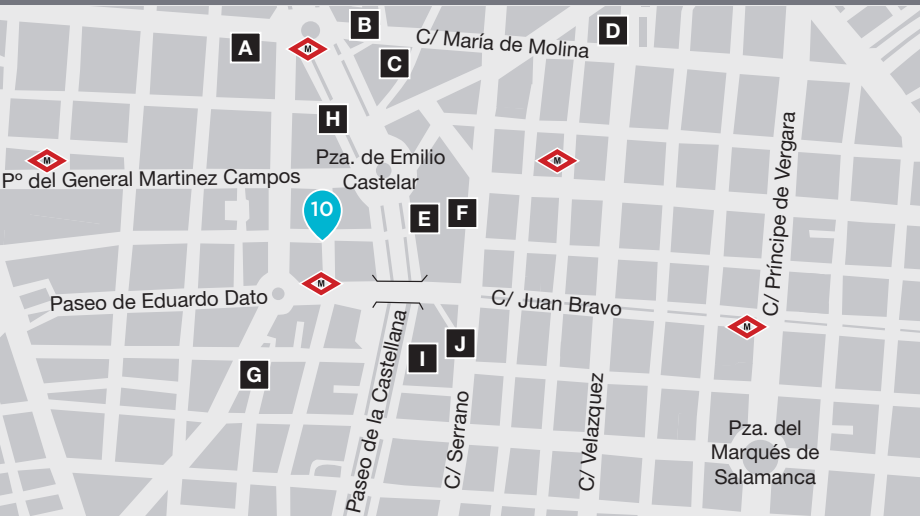 B
D
A
M
C/ María de Molina
C
H
Pza. de Emilio
Castelar
M
M
Pº del General Martinez Campos
10
E
F
C/ Príncipe de Vergara
M
Paseo de Eduardo Dato
C/ Juan Bravo
M
J
I
G
Paseo de la Castellana
C/ Serrano
C/ Velazquez
Pza. del
Marqués de
Salamanca